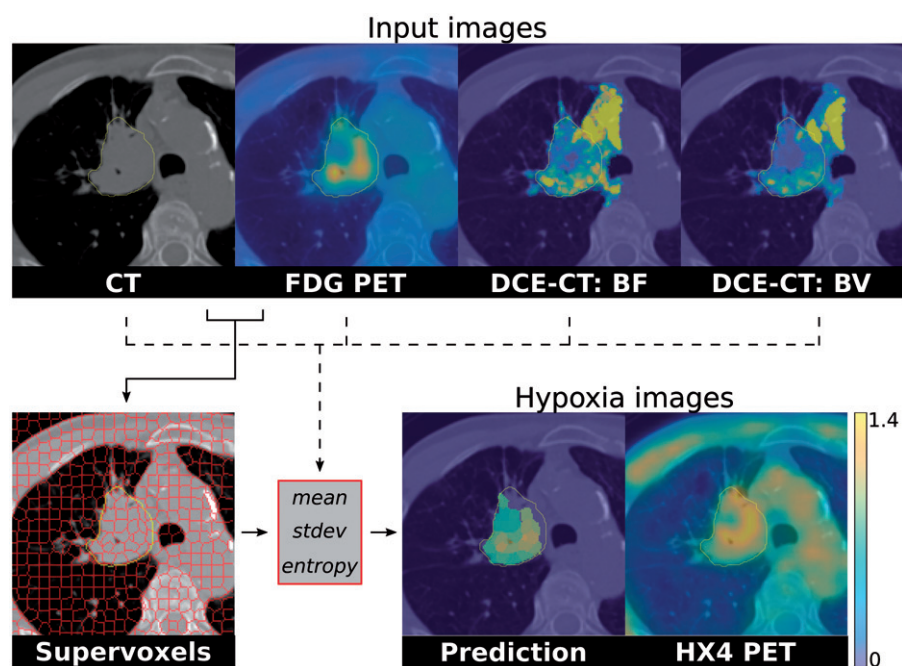 Input images
CT
FDG PET
DCE-CT: BF
DCE-CT: BV
Hypoxia images
1.4
mean
stdev
entropy
Supervoxels
Prediction
HX4 PET
0